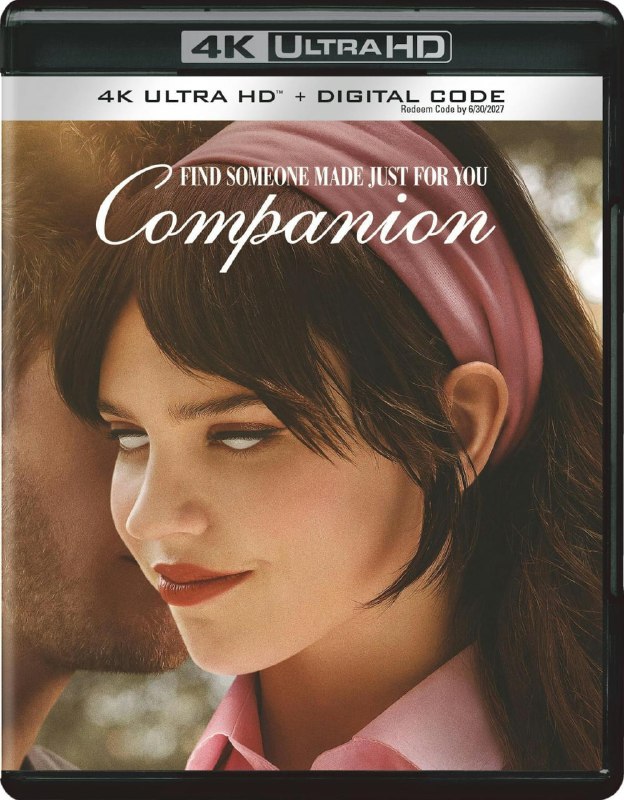 4K ULTRA HD
4K ULTRA HD™ + DIGITAL CODE
Redeem Code by 6/30/2027
FIND SOMEONE MADE JUST FOR YOU
Companion